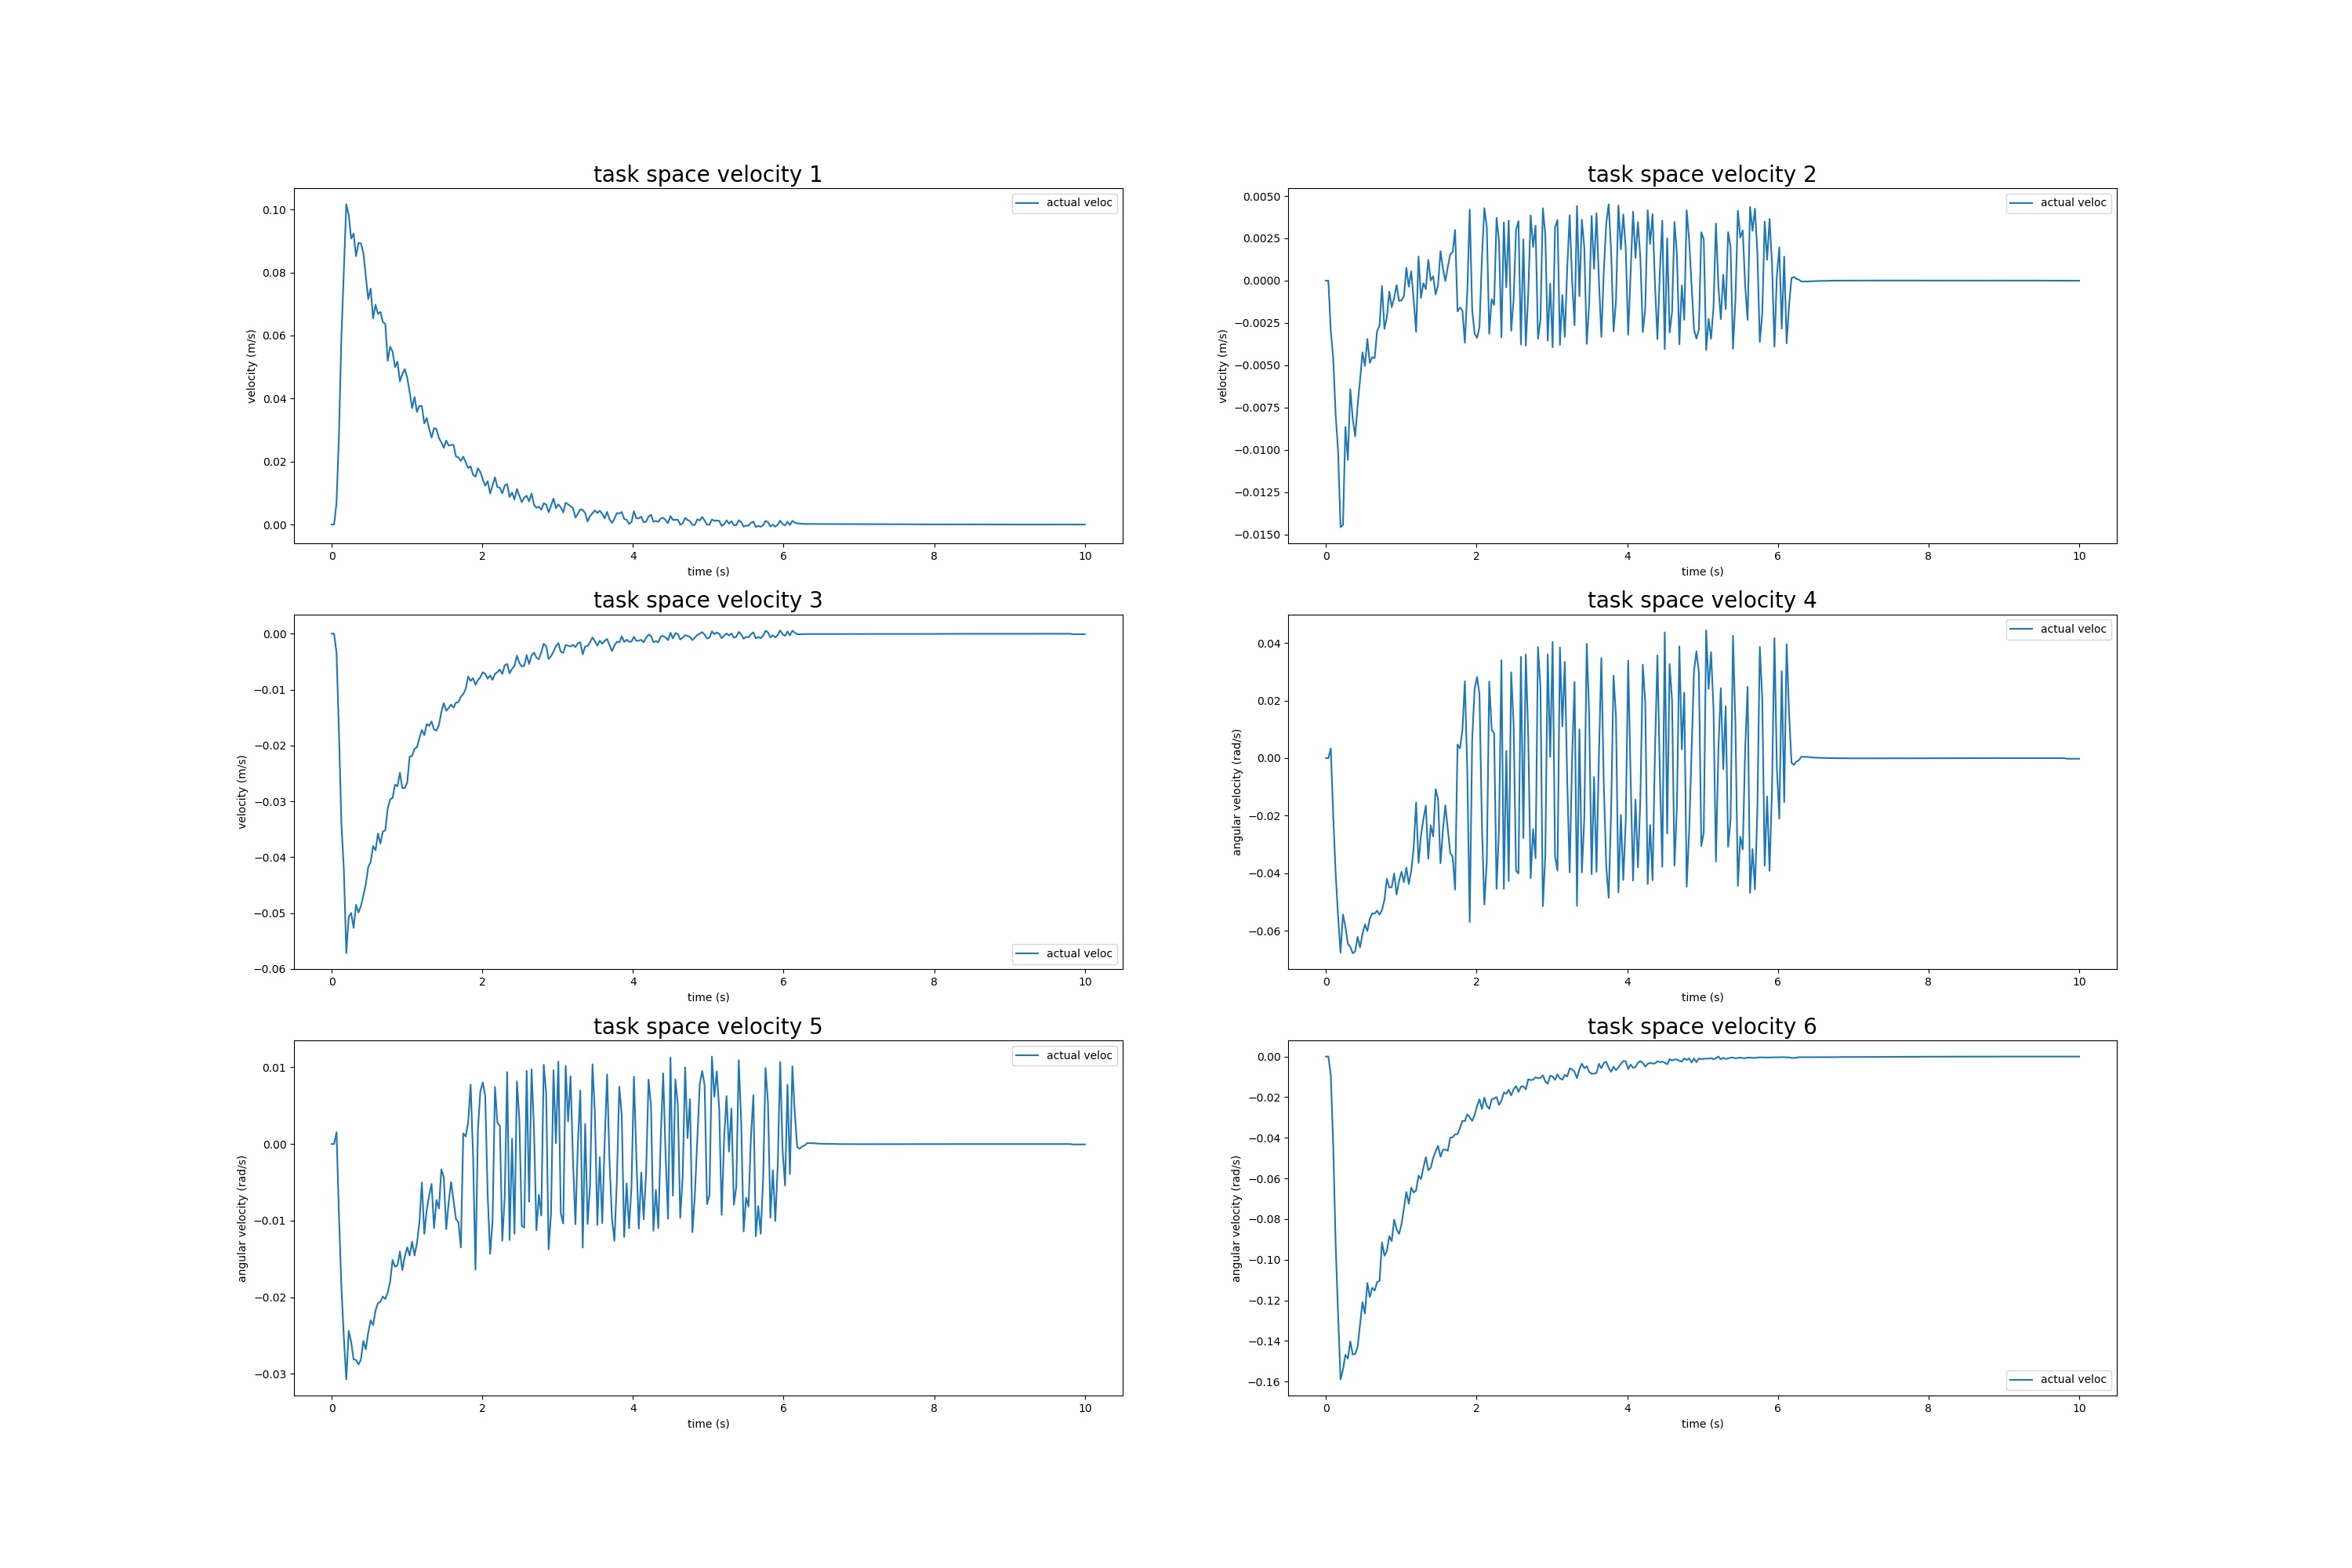 task space velocity 1
actual veloc
velocity (m/s)
0.10
0.08
0.06
0.04
0.02
0.00
0 2 4 6 8 10
time (s)
task space velocity 2
actual veloc
velocity (m/s)
0.0050
0.0025
0.0000
−0.0025
−0.0050
−0.0075
−0.0100
−0.0125
−0.0150
0 2 4 6 8 10
time (s)
task space velocity 3
velocity (m/s)
0.00
−0.01
−0.02
−0.03
−0.04
−0.05
−0.06
actual veloc
0 2 4 6 8 10
time (s)
task space velocity 4
actual veloc
angular velocity (rad/s)
0.04
0.02
0.00
−0.02
−0.04
−0.06
0 2 4 6 8 10
time (s)
task space velocity 5
actual veloc
angular velocity (rad/s)
0.01
0.00
−0.01
−0.02
−0.03
0 2 4 6 8 10
time (s)
task space velocity 6
angular velocity (rad/s)
0.00
−0.02
−0.04
−0.06
−0.08
−0.10
−0.12
−0.14
−0.16
actual veloc
0 2 4 6 8 10
time (s)